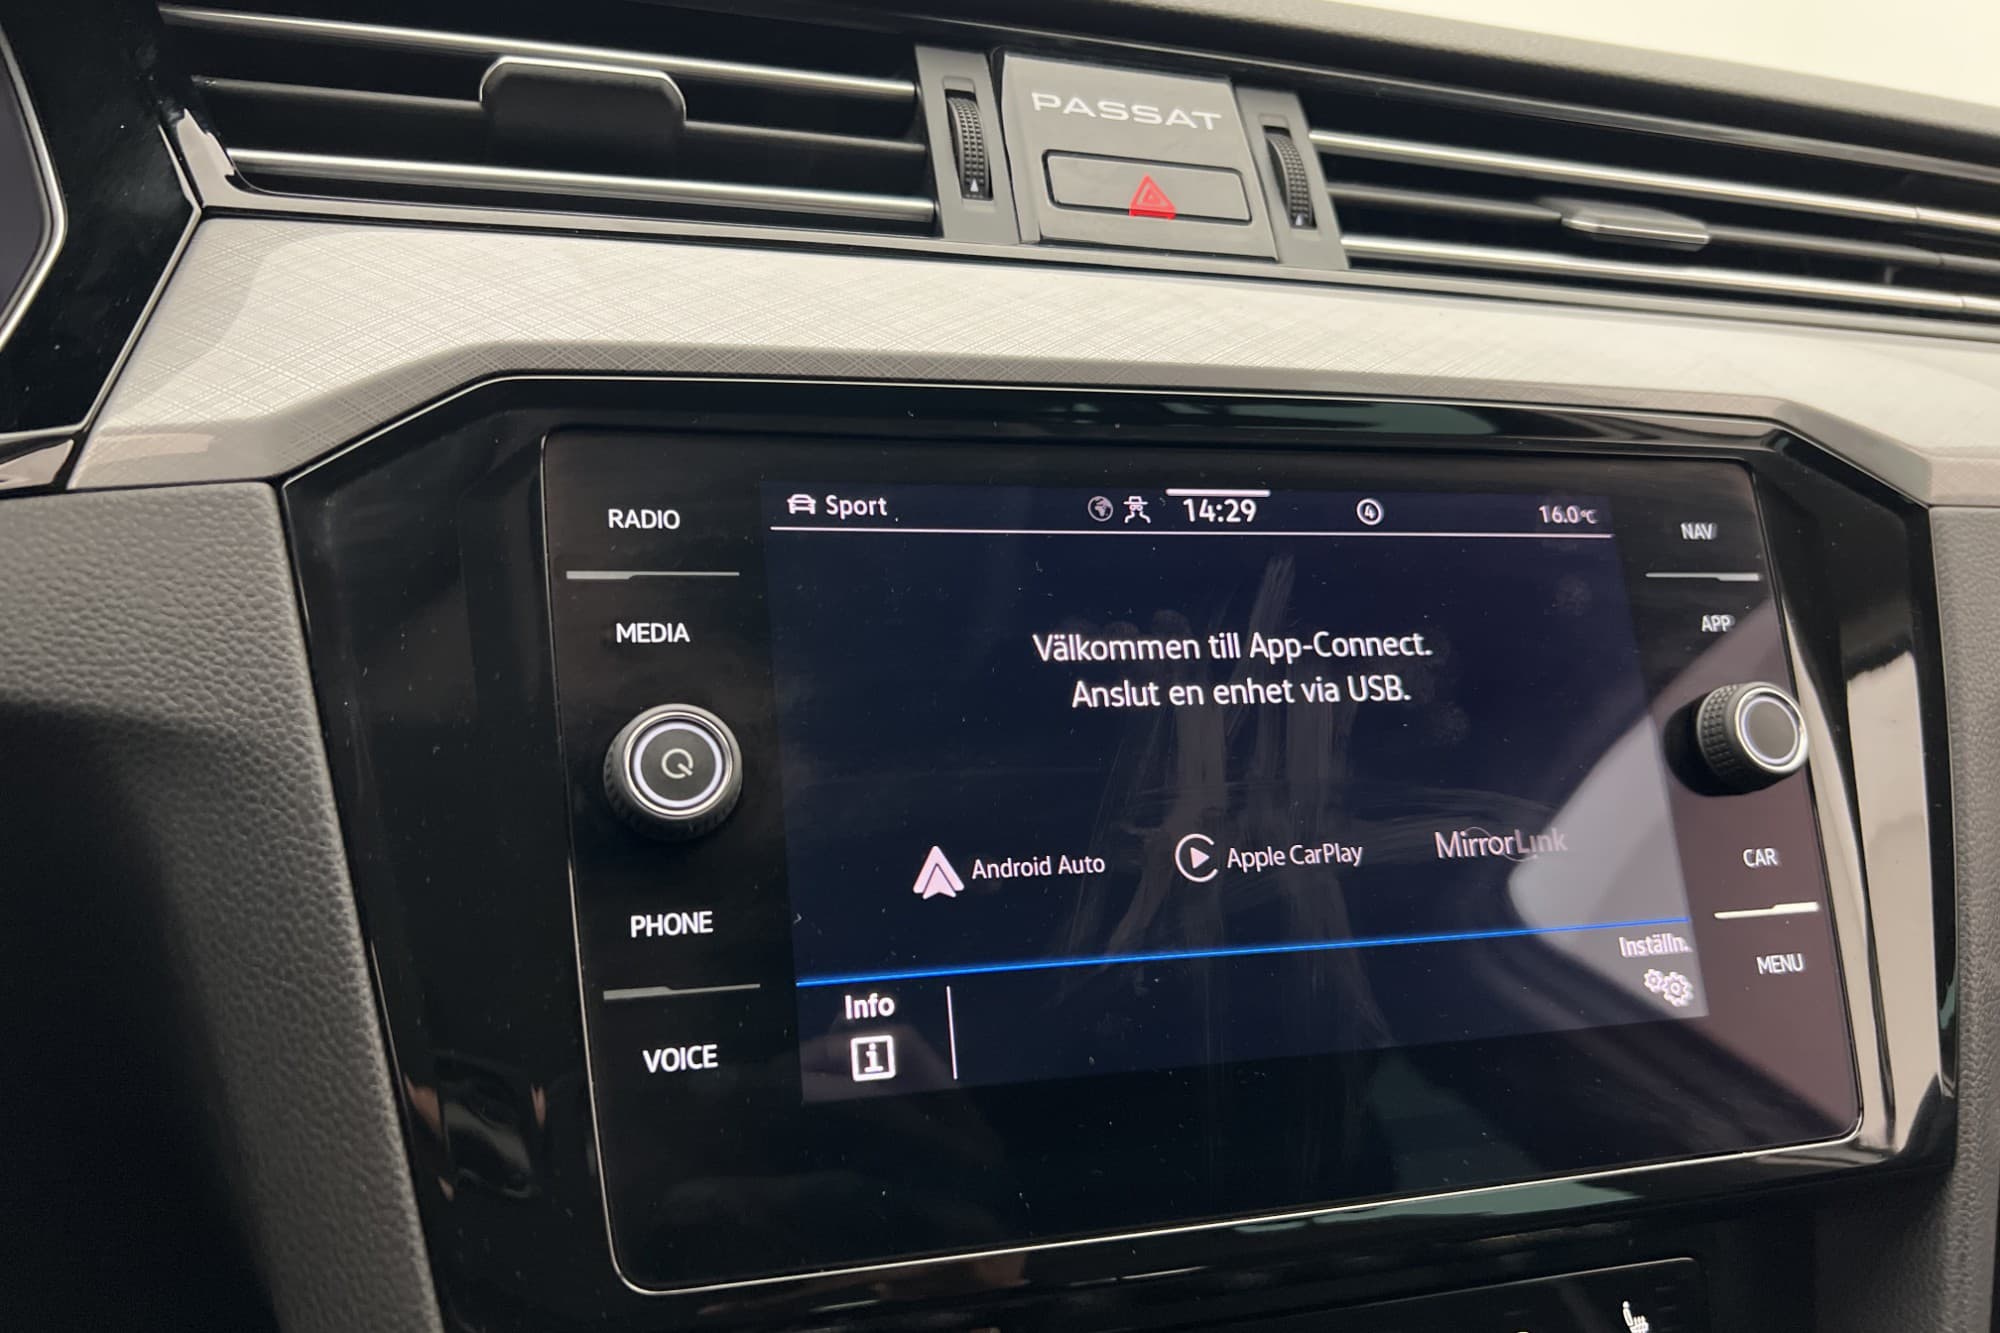 PASSAT
RADIO
MEDIA
PHONE
VOICE
Sport
14:29
4
16.0°C
Välkommen till App-Connect.
Anslut en enhet via USB.
Android Auto
Apple CarPlay
MirrorLink
Inställn.
Info
i
NAV
APP
CAR
MENU